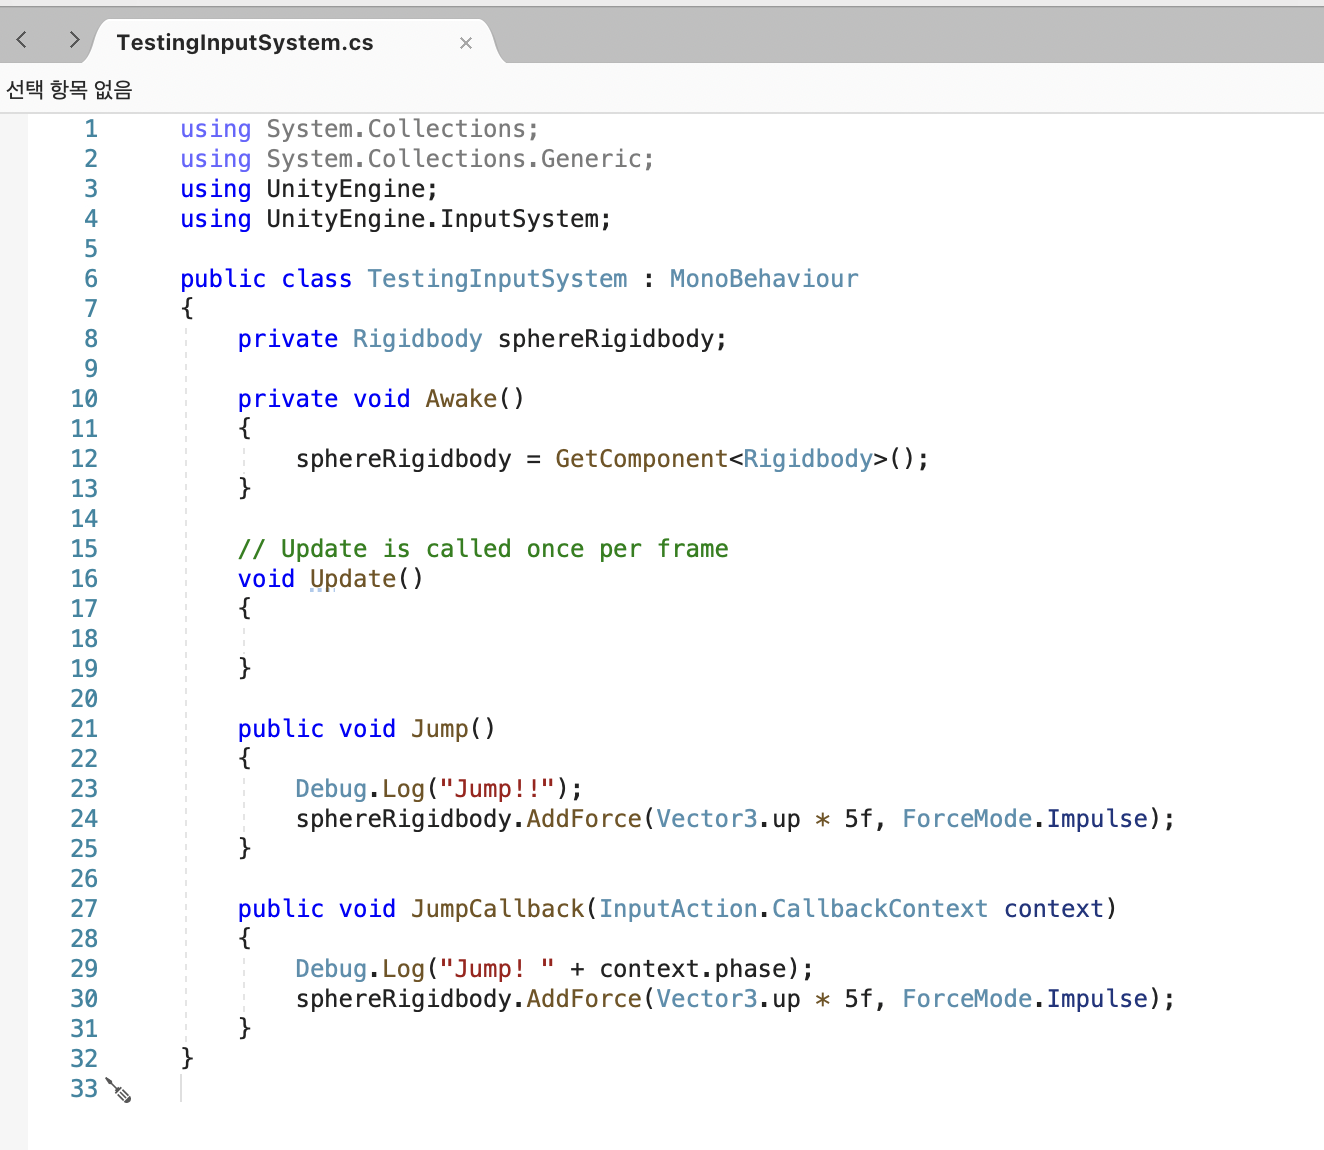 TestingInputSystem.cs
선택 항목 없음
1 using System.Collections;
2 using System.Collections.Generic;
3 using UnityEngine;
4 using UnityEngine.InputSystem;
5
6 public class TestingInputSystem : MonoBehaviour
7 {
8     private Rigidbody sphereRigidbody;
9
10     private void Awake()
11     {
12         sphereRigidbody = GetComponent<Rigidbody>();
13     }
14
15     // Update is called once per frame
16     void Update()
17     {
18
19     }
20
21     public void Jump()
22     {
23         Debug.Log("Jump!!");
24         sphereRigidbody.AddForce(Vector3.up * 5f, ForceMode.Impulse);
25     }
26
27     public void JumpCallback(InputAction.CallbackContext context)
28     {
29         Debug.Log("Jump! " + context.phase);
30         sphereRigidbody.AddForce(Vector3.up * 5f, ForceMode.Impulse);
31     }
32 }
33